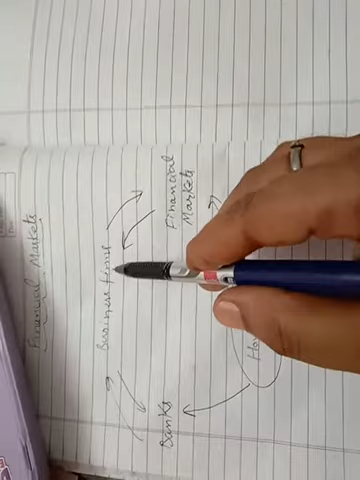 Financial Markets
Business firms
Banks
Financial
Markets